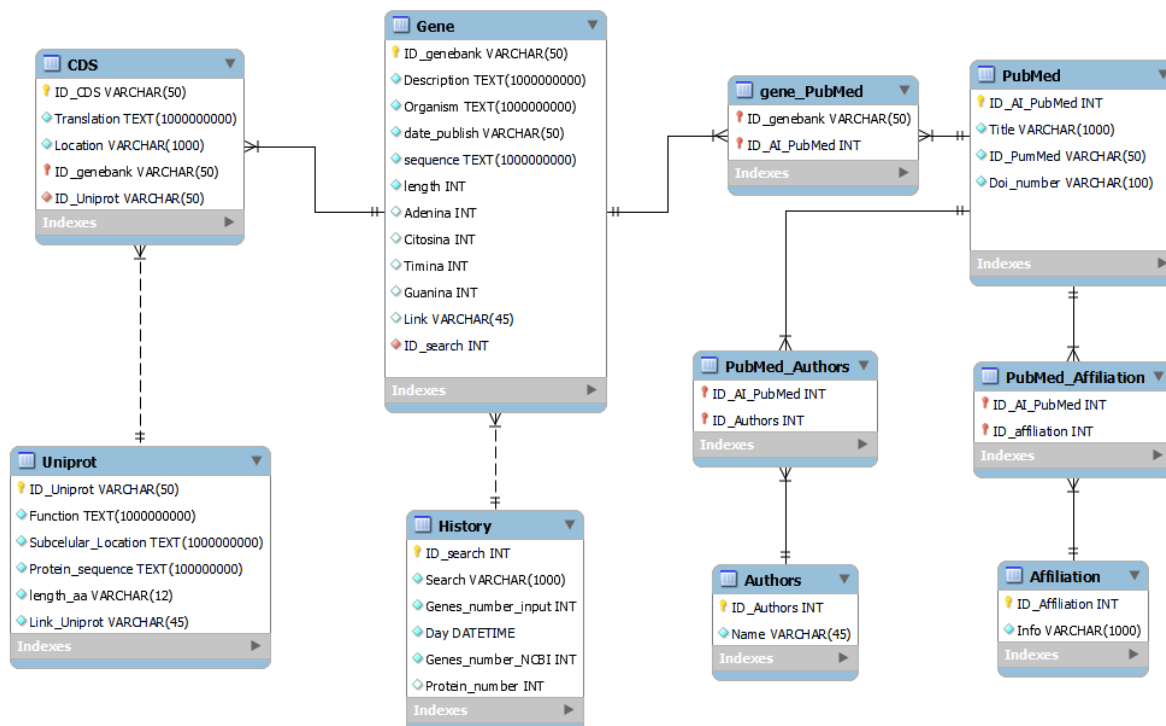 CDS
ID_CDS VARCHAR(50)
Translation TEXT(1000000000)
Location VARCHAR(1000)
ID_genebank VARCHAR(50)
ID_Uniprot VARCHAR(50)
Indexes
Gene
ID_genebank VARCHAR(50)
Description TEXT(1000000000)
Organism TEXT(1000000000)
date_publish VARCHAR(50)
sequence TEXT(1000000000)
length INT
Adenina INT
Citosina INT
Timina INT
Guanina INT
Link VARCHAR(45)
ID_search INT
Indexes
gene_PubMed
ID_genebank VARCHAR(50)
ID_AI_PubMed INT
Indexes
PubMed
ID_AI_PubMed INT
Title VARCHAR(1000)
ID_PumMed VARCHAR(50)
Doi_number VARCHAR(100)
Indexes
PubMed_Authors
ID_AI_PubMed INT
ID_Authors INT
Indexes
PubMed_Affiliation
ID_AI_PubMed INT
ID_affiliation INT
Indexes
Uniprot
ID_Uniprot VARCHAR(50)
Function TEXT(1000000000)
Subcelular_Location TEXT(1000000000)
Protein_sequence TEXT(100000000)
length_aa VARCHAR(12)
Link_Uniprot VARCHAR(45)
Indexes
History
ID_search INT
Search VARCHAR(1000)
Genes_number_input INT
Day DATETIME
Genes_number_NCBI INT
Protein_number INT
Indexes
Authors
ID_Authors INT
Name VARCHAR(45)
Indexes
Affiliation
ID_Affiliation INT
Info VARCHAR(1000)
Indexes